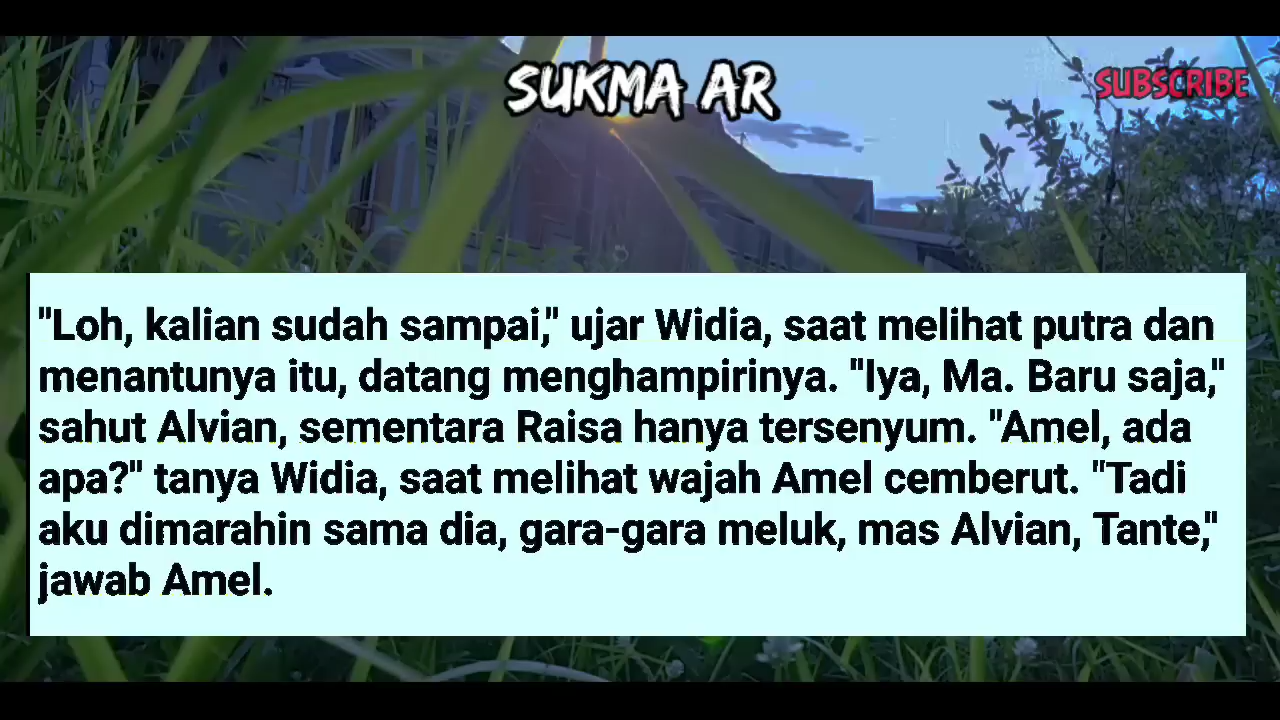 SUKMA AR
SUBSCRIBE
"Loh, kalian sudah sampai," ujar Widia, saat melihat putra dan
menantunya itu, datang menghampirinya. "Iya, Ma. Baru saja,"
sahut Alvian, sementara Raisa hanya tersenyum. "Amel, ada
apa?" tanya Widia, saat melihat wajah Amel cemberut. "Tadi
aku dimarahin sama dia, gara-gara meluk, mas Alvian, Tante,"
jawab Amel.